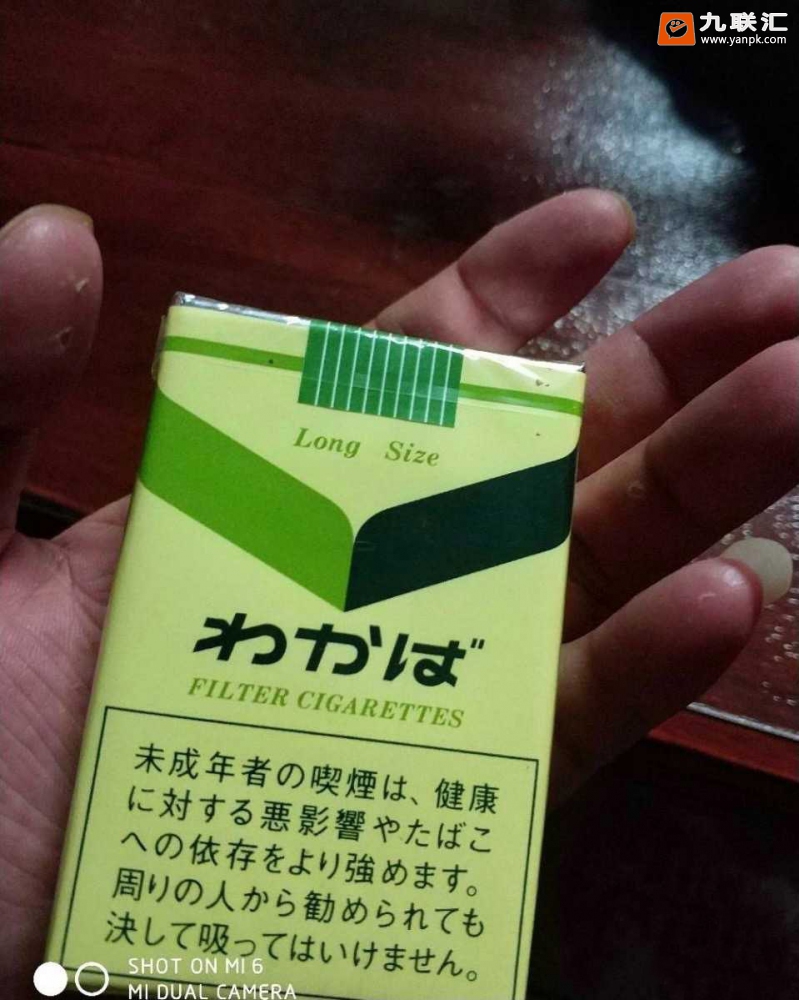 九联汇
www.yanpk.com
Long Size
わかば
FILTER CIGARETTES
未成年者の喫煙は、健康
に対する悪影響やたばこ
への依存をより強めます。
周りの人から勧められても
決して吸ってはいけません。
SHOT ON MI 6
MI DUAL CAMERA